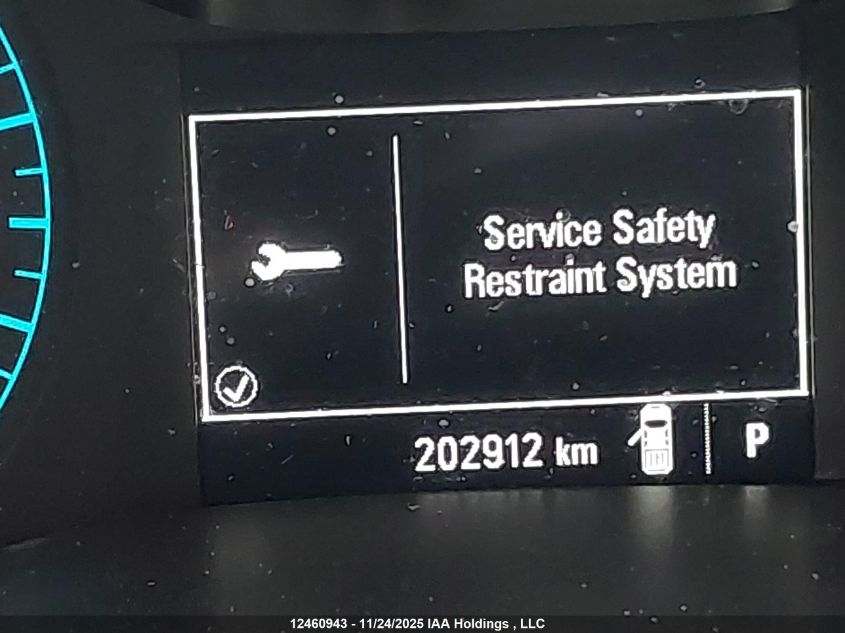 Service Safety
Restraint System
202912 km
P
12460943 - 11/24/2025 IAA Holdings , LLC